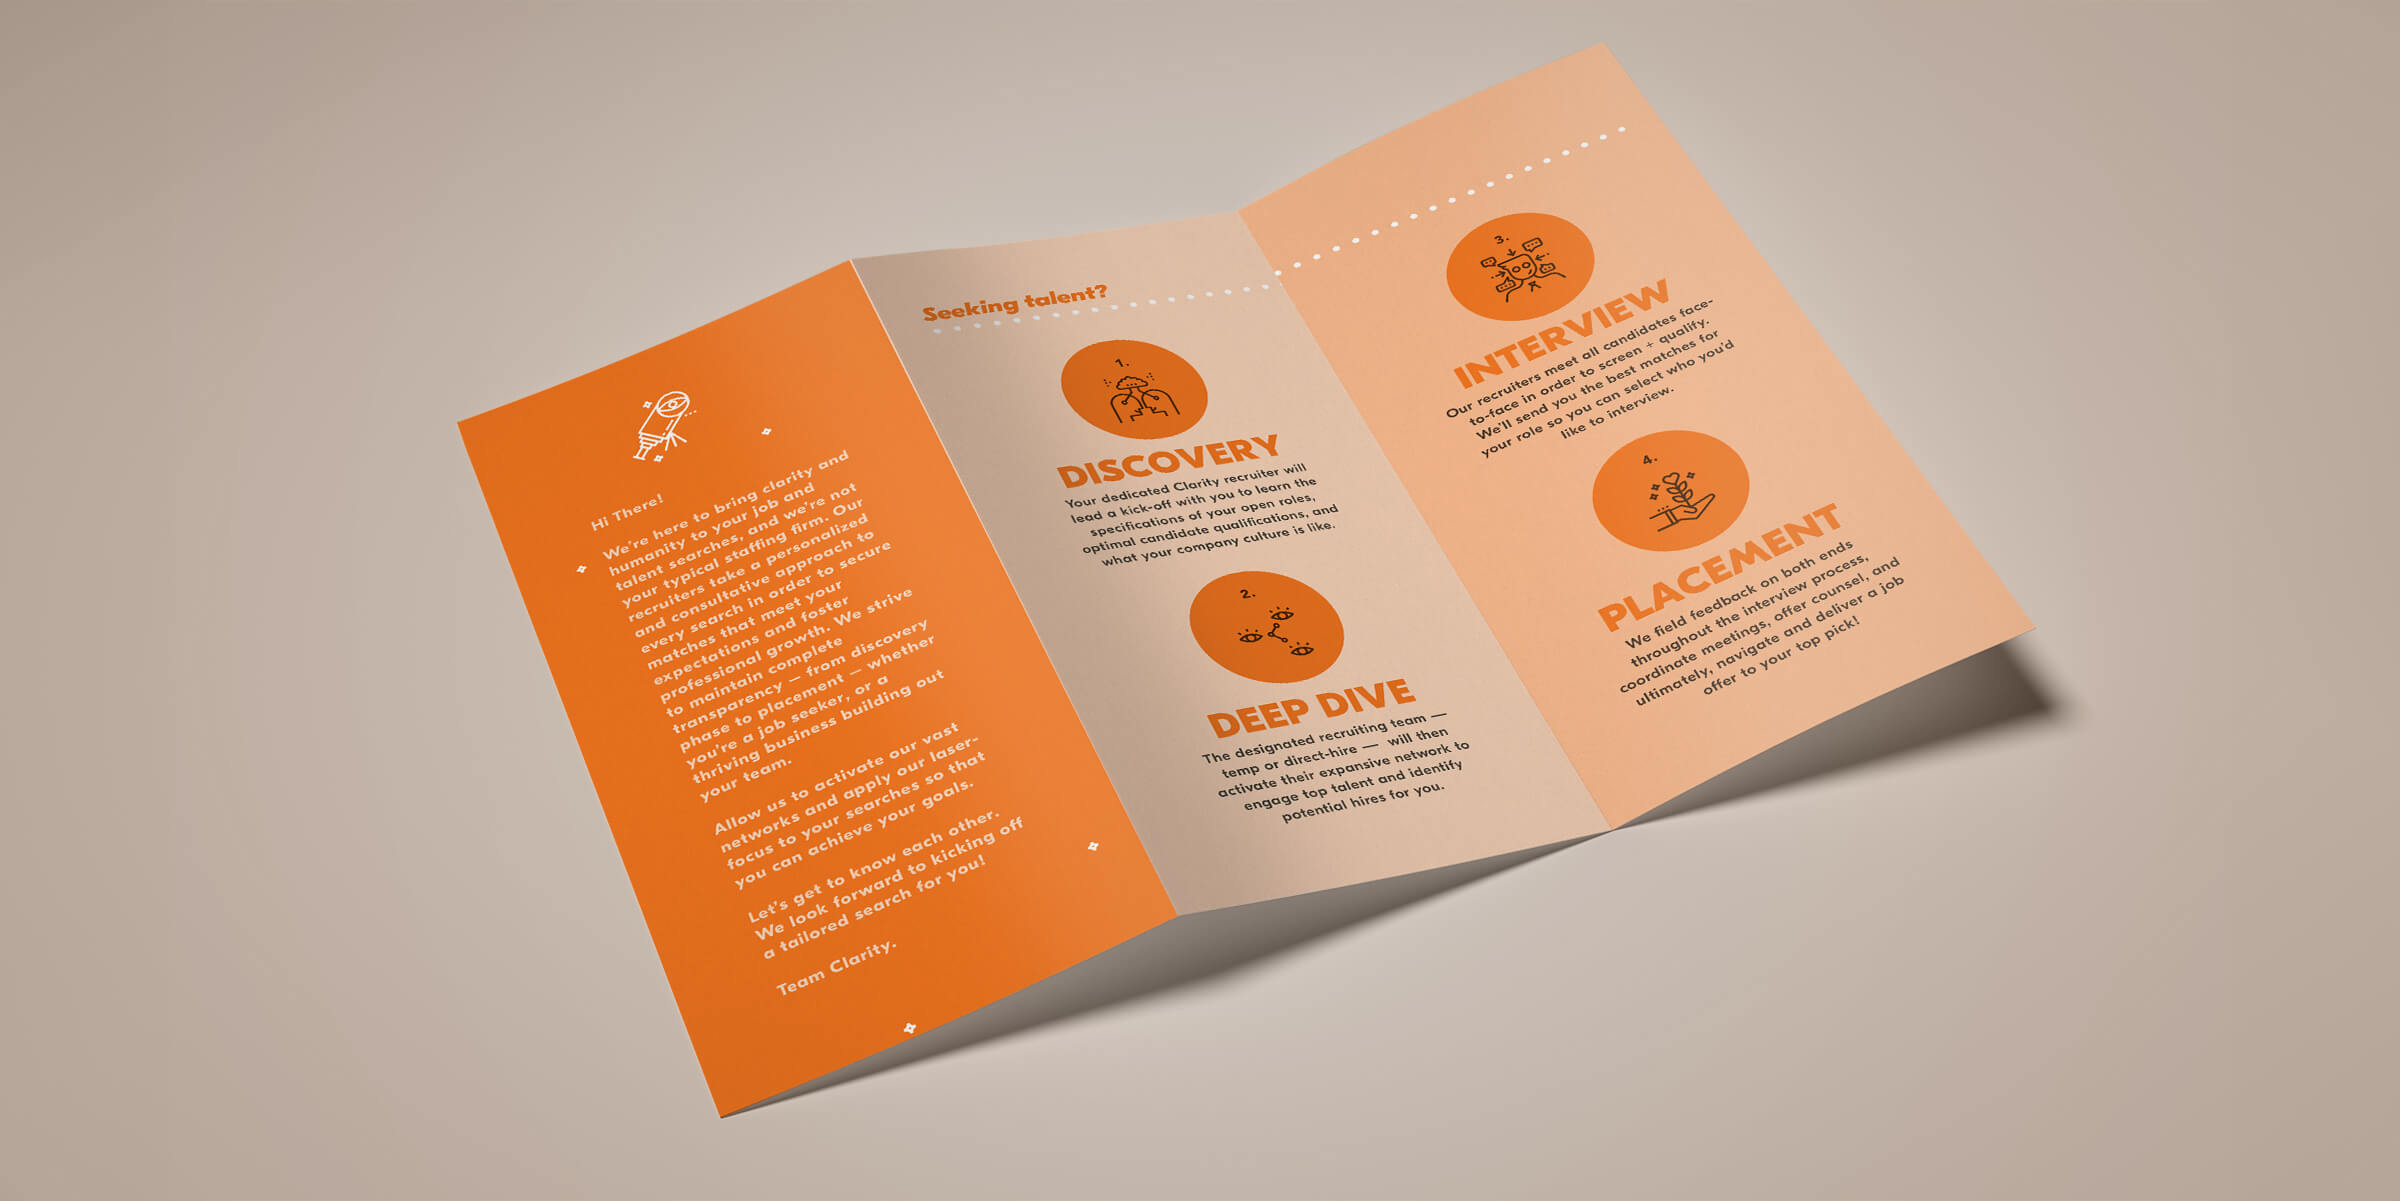 Hi There!
We're here to bring clarity and
humanity to your job and
talent searches, and we're not
your typical staffing firm. Our
recruiters take a personalized
and consultative approach to
every search in order to secure
matches that meet your
expectations and foster
professional growth. We strive
to maintain complete
transparency — from discovery
phase to placement — whether
you're a job seeker, or a
thriving business building out
your team.
Allow us to activate our vast
networks and apply our laser-
focus to your searches so that
you can achieve your goals.
Let's get to know each other.
We look forward to kicking off
a tailored search for you!
Team Clarity.
Seeking talent?
1.
DISCOVERY
Your dedicated Clarity recruiter will
lead a kick-off with you to learn the
specifications of your open roles,
optimal candidate qualifications, and
what your company culture is like.
2.
DEEP DIVE
The designated recruiting team —
temp or direct-hire — will then
activate their expansive network to
engage top talent and identify
potential hires for you.
3.
INTERVIEW
Our recruiters meet all candidates face-
to-face in order to screen + qualify.
We'll send you the best matches for
your role so you can select who you'd
like to interview.
4.
PLACEMENT
We field feedback on both ends
throughout the interview process,
coordinate meetings, offer counsel, and
ultimately, navigate and deliver a job
offer to your top pick!